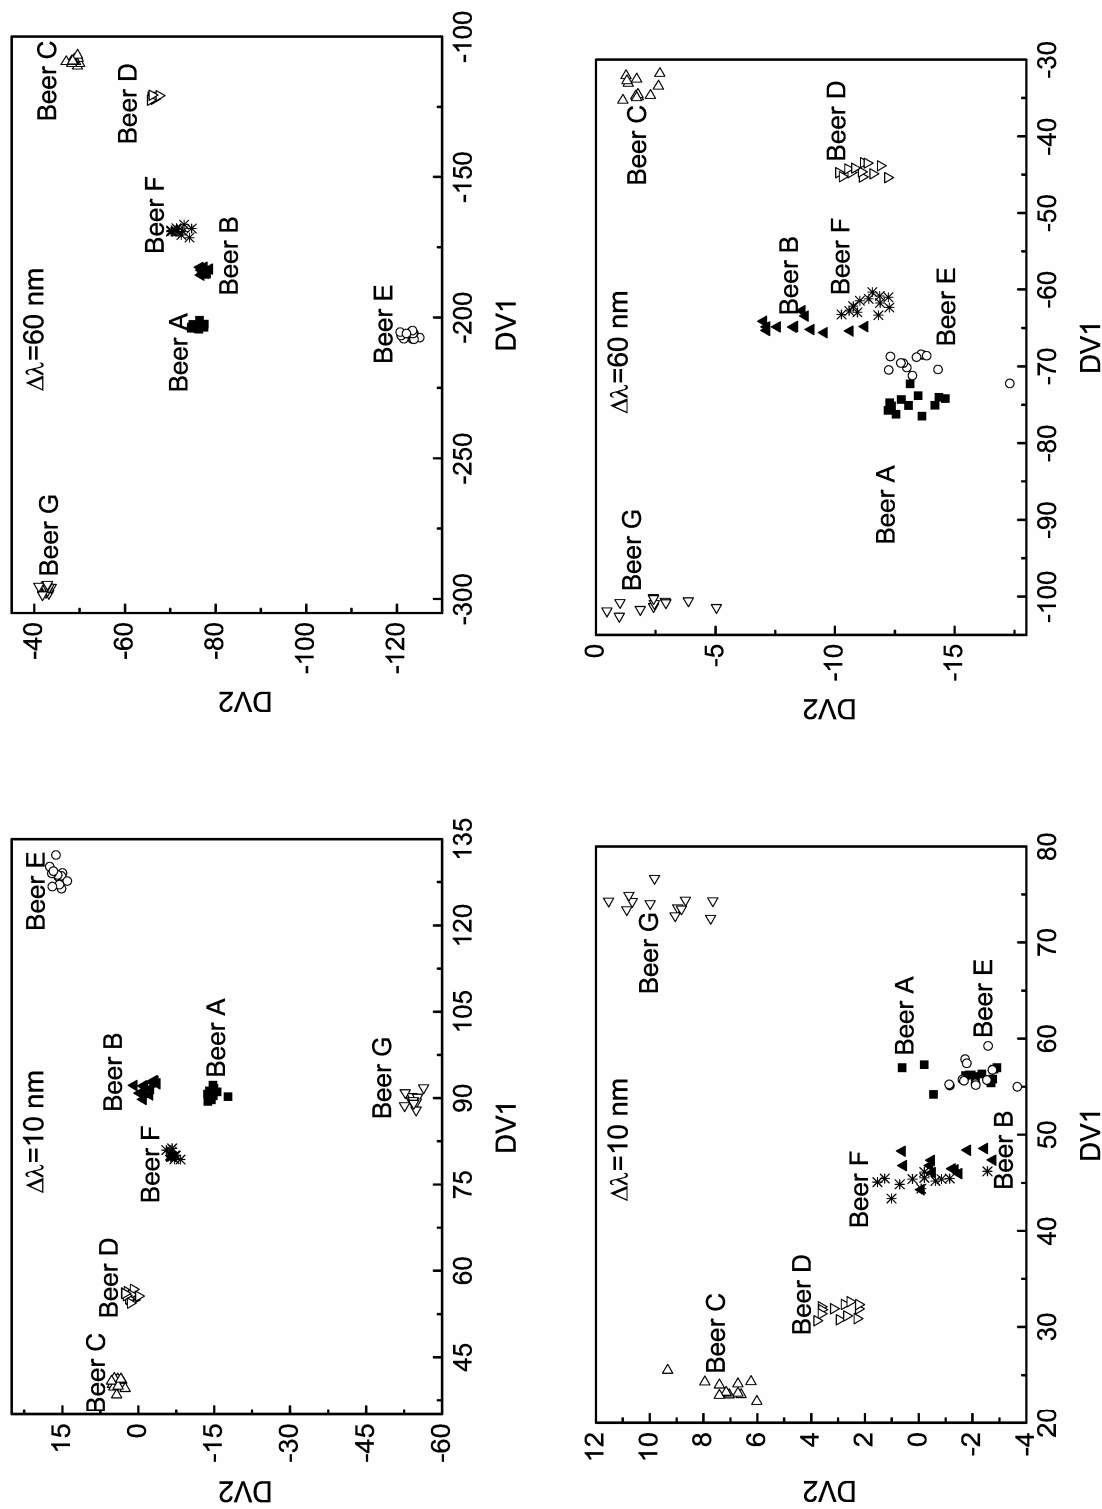 Δλ=10 nm
Beer C
Beer D
Beer F
Beer B
Beer A
Beer G
Beer E
15
0
-15
-30
-45
-60
DV2
45
60
75
90
105
120
135
DV1
Δλ=60 nm
Beer G
Beer A
Beer E
Beer B
Beer F
Beer D
Beer C
-40
-60
-80
-100
-120
DV2
-300
-250
-200
-150
-100
DV1
Δλ=10 nm
Beer C
Beer D
Beer F
Beer B
Beer A
Beer E
Beer G
12
10
8
6
4
2
0
-2
-4
DV2
20
30
40
50
60
70
80
DV1
Δλ=60 nm
Beer G
Beer A
Beer E
Beer B
Beer F
Beer D
Beer C
0
-5
-10
-15
DV2
-100
-90
-80
-70
-60
-50
-40
-30
DV1